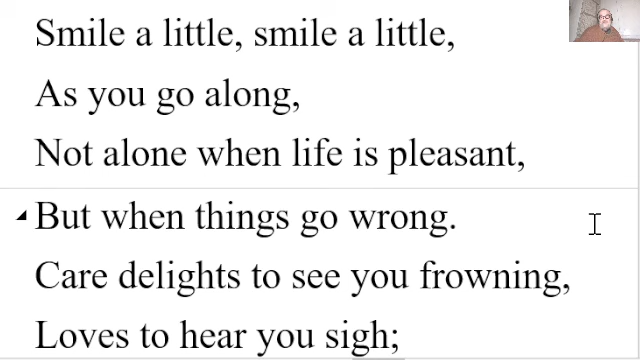 Smile a little, smile a little,
As you go along,
Not alone when life is pleasant,
But when things go wrong.
Care delights to see you frowning,
Loves to hear you sigh;